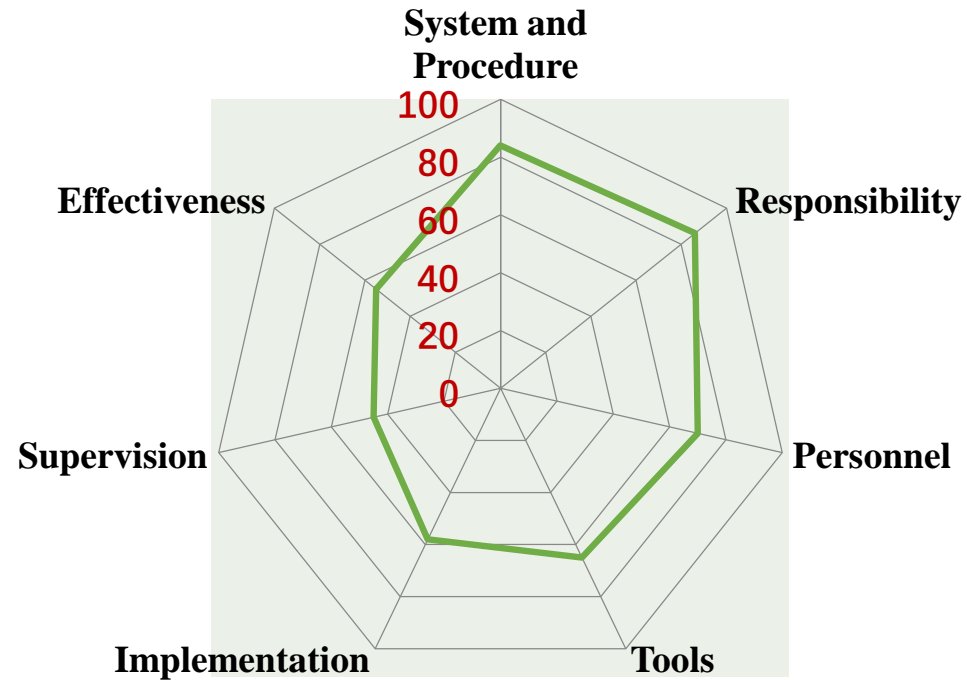 System and
Procedure
100
80
60
40
20
0
Effectiveness
Responsibility
Supervision
Personnel
Implementation
Tools